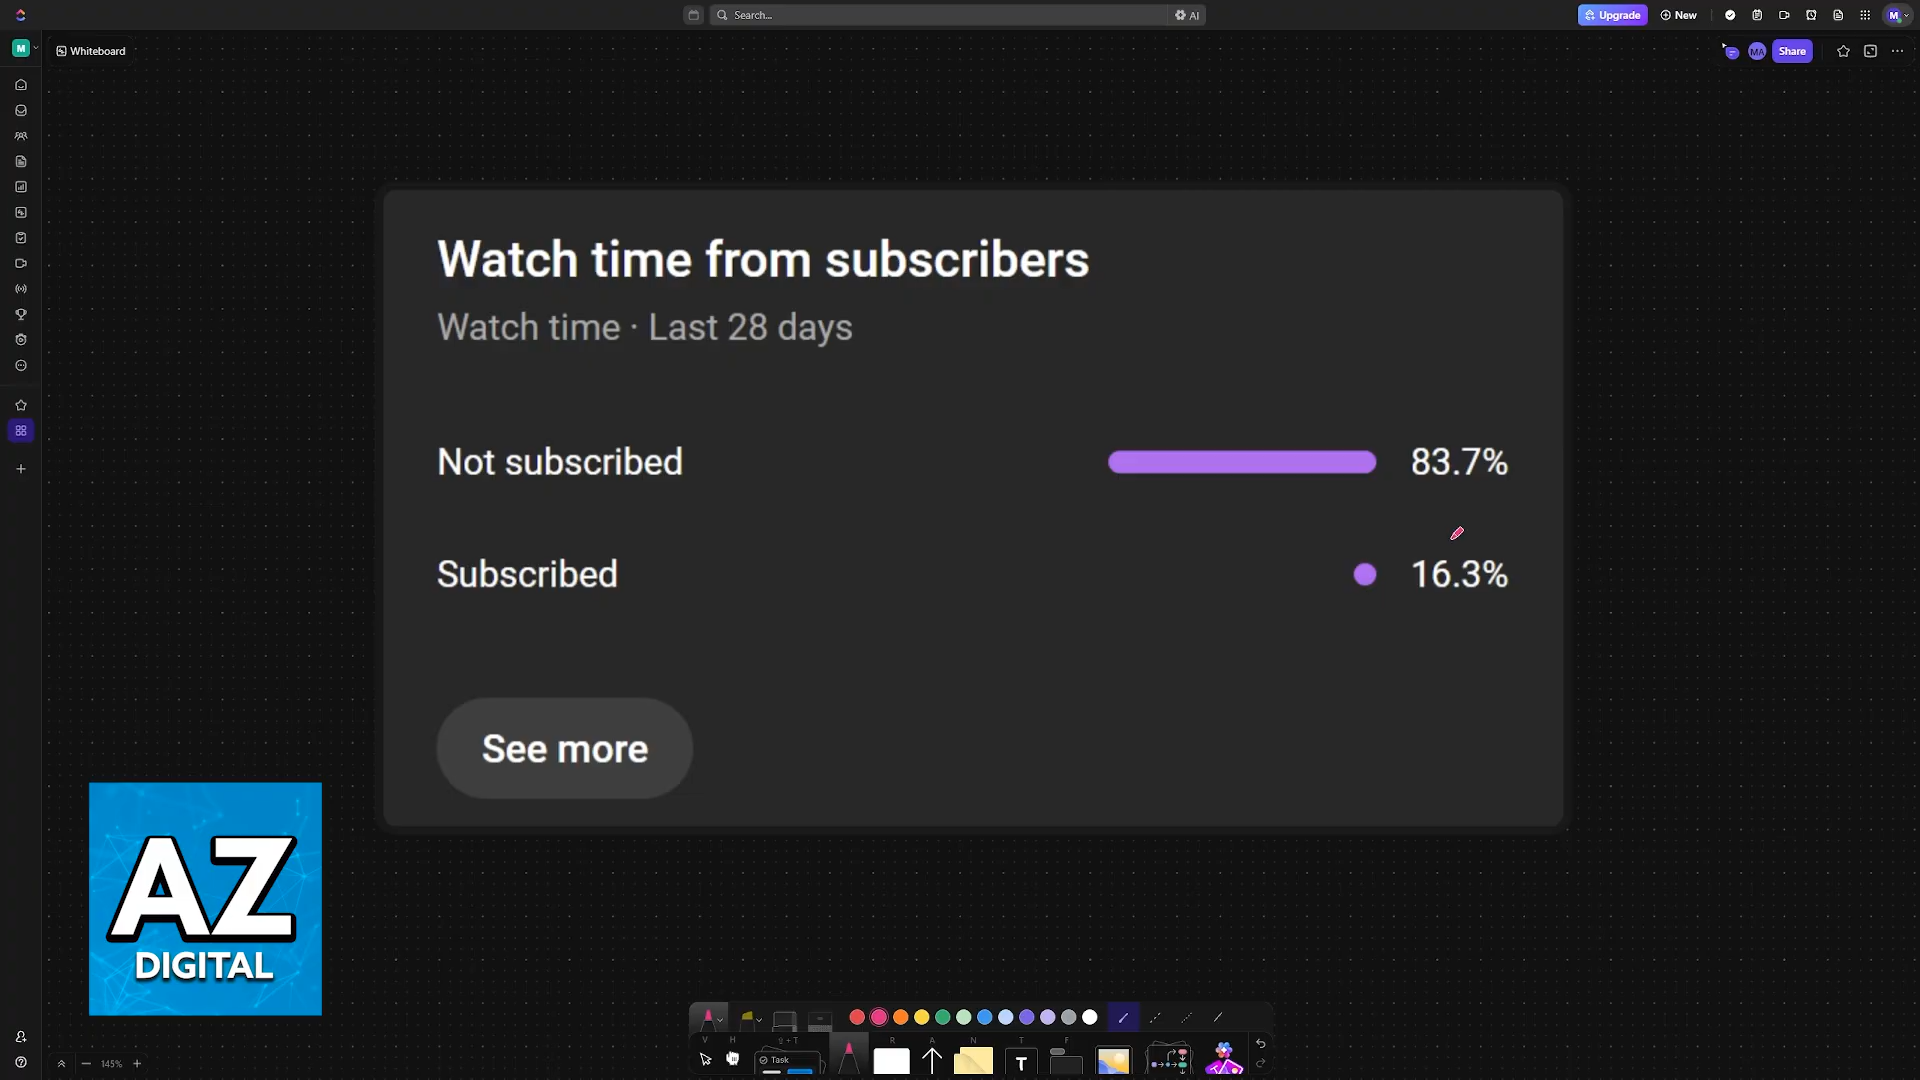 Search...
AI
Upgrade
New
M
M
Whiteboard
MA
Share
Watch time from subscribers
Watch time · Last 28 days
Not subscribed
83.7%
Subscribed
16.3%
See more
AZ
DIGITAL
V
H
⇧ + T
R
A
N
T
F
Task
T
145%